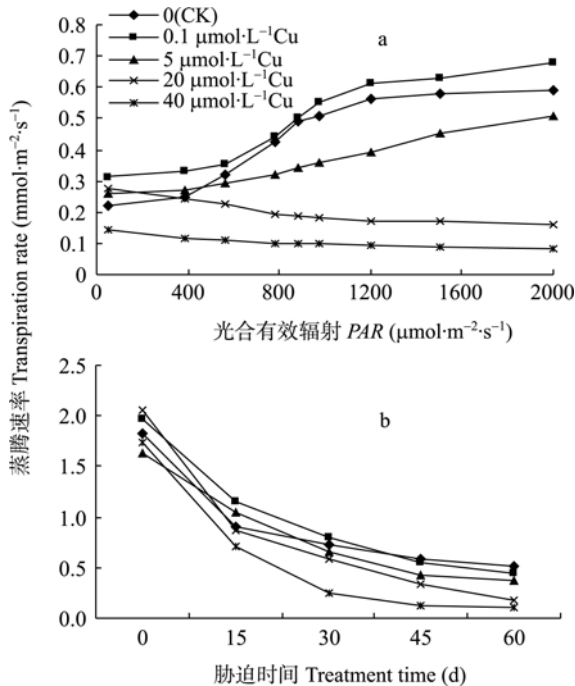 0(CK)
0.1 μmol·L⁻¹Cu
5 μmol·L⁻¹Cu
20 μmol·L⁻¹Cu
40 μmol·L⁻¹Cu
a
0.8
0.7
0.6
0.5
0.4
0.3
0.2
0.1
0
0 400 800 1200 1600 2000
光合有效辐射 PAR (μmol·m⁻²·s⁻¹)
蒸腾速率 Transpiration rate (mmol·m⁻²·s⁻¹)
b
2.5
2.0
1.5
1.0
0.5
0.0
0 15 30 45 60
胁迫时间 Treatment time (d)